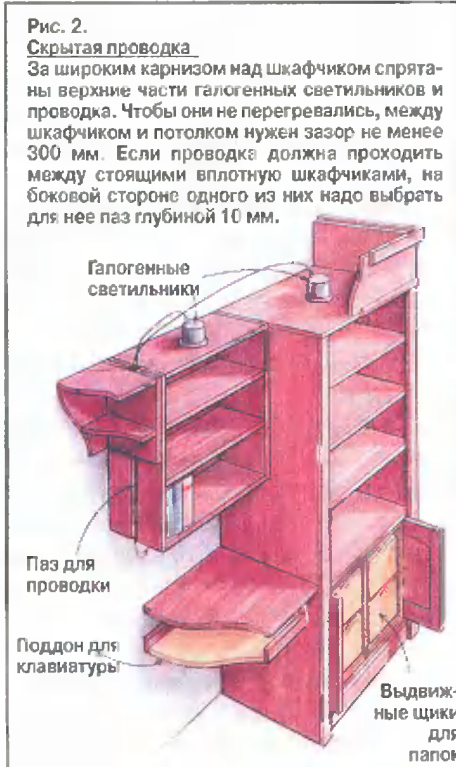 Рис. 2.
Скрытая проводка
За широким карнизом над шкафчиком спрята-
ны верхние части галогенных светильников и
проводка. Чтобы они не перегревались, между
шкафчиком и потолком нужен зазор не менее
300 мм. Если проводка должна проходить
между стоящими вплотную шкафчиками, на
боковой стороне одного из них надо выбрать
для нее паз глубиной 10 мм.
Галогенные
светильники
Паз для
проводки
Поддон для
клавиатуры
Выдвиж-
ные щики
для
папок